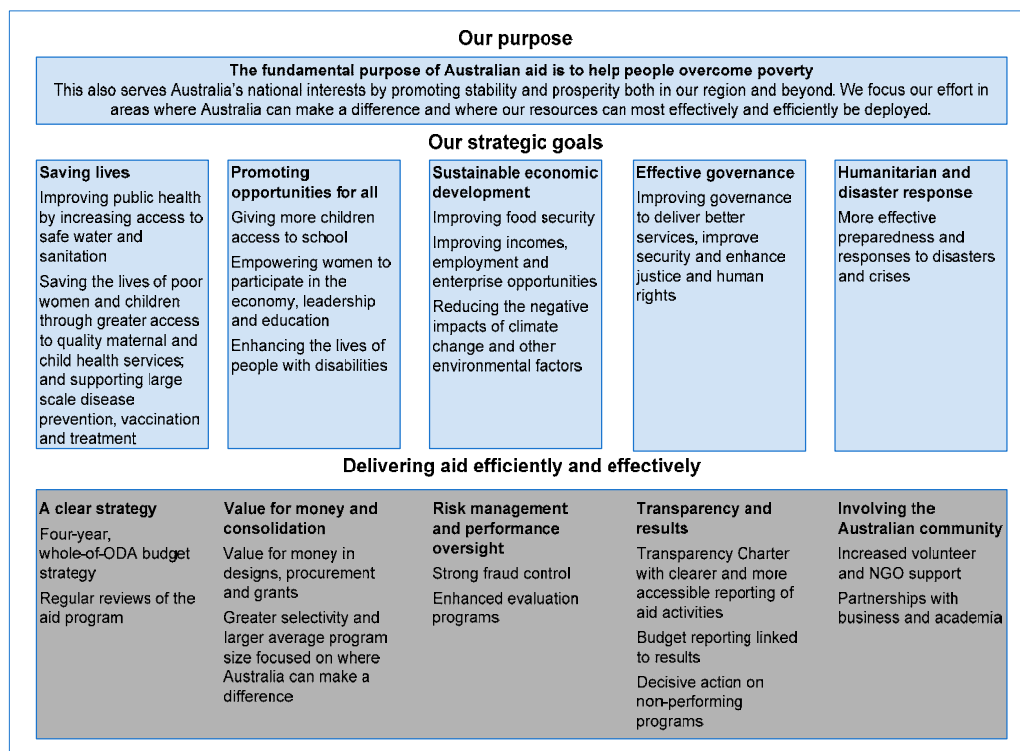 Our purpose
The fundamental purpose of Australian aid is to help people overcome poverty
This also serves Australia's national interests by promoting stability and prosperity both in our region and beyond. We focus our effort in
areas where Australia can make a difference and where our resources can most effectively and efficiently be deployed.
Our strategic goals
Saving lives
Improving public health
by increasing access to
safe water and
sanitation
Saving the lives of poor
women and children
through greater access
to quality maternal and
child health services;
and supporting large
scale disease
prevention, vaccination
and treatment
Promoting
opportunities for all
Giving more children
access to school
Empowering women to
participate in the
economy, leadership
and education
Enhancing the lives of
people with disabilities
Sustainable economic
development
Improving food security
Improving incomes,
employment and
enterprise opportunities
Reducing the negative
impacts of climate
change and other
environmental factors
Effective governance
Improving governance
to deliver better
services, improve
security and enhance
justice and human
rights
Humanitarian and
disaster response
More effective
preparedness and
responses to disasters
and crises
Delivering aid efficiently and effectively
A clear strategy
Four-year,
whole-of-ODA budget
strategy
Regular reviews of the
aid program
Value for money and
consolidation
Value for money in
designs, procurement
and grants
Greater selectivity and
larger average program
size focused on where
Australia can make a
difference
Risk management
and performance
oversight
Strong fraud control
Enhanced evaluation
programs
Transparency and
results
Transparency Charter
with clearer and more
accessible reporting of
aid activities
Budget reporting linked
to results
Decisive action on
non-performing
programs
Involving the
Australian community
Increased volunteer
and NGO support
Partnerships with
business and academia